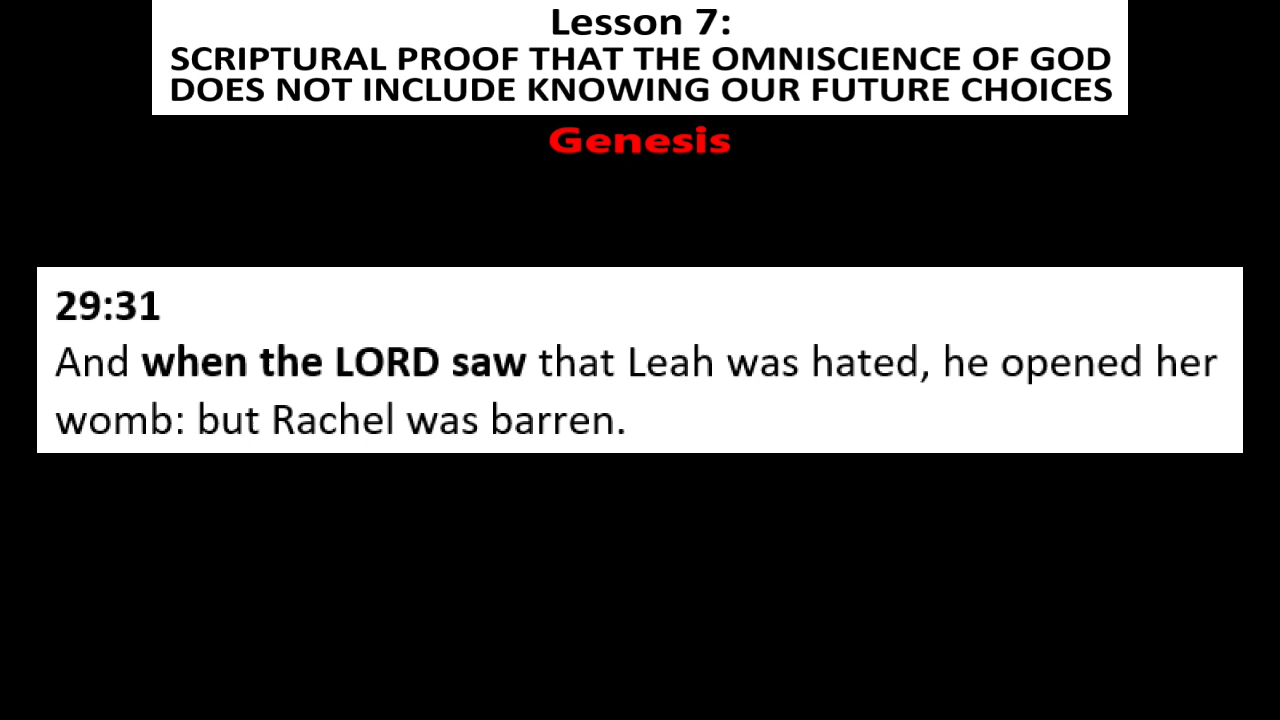 Lesson 7:
SCRIPTURAL PROOF THAT THE OMNISCIENCE OF GOD
DOES NOT INCLUDE KNOWING OUR FUTURE CHOICES
Genesis
29:31
And when the LORD saw that Leah was hated, he opened her
womb: but Rachel was barren.